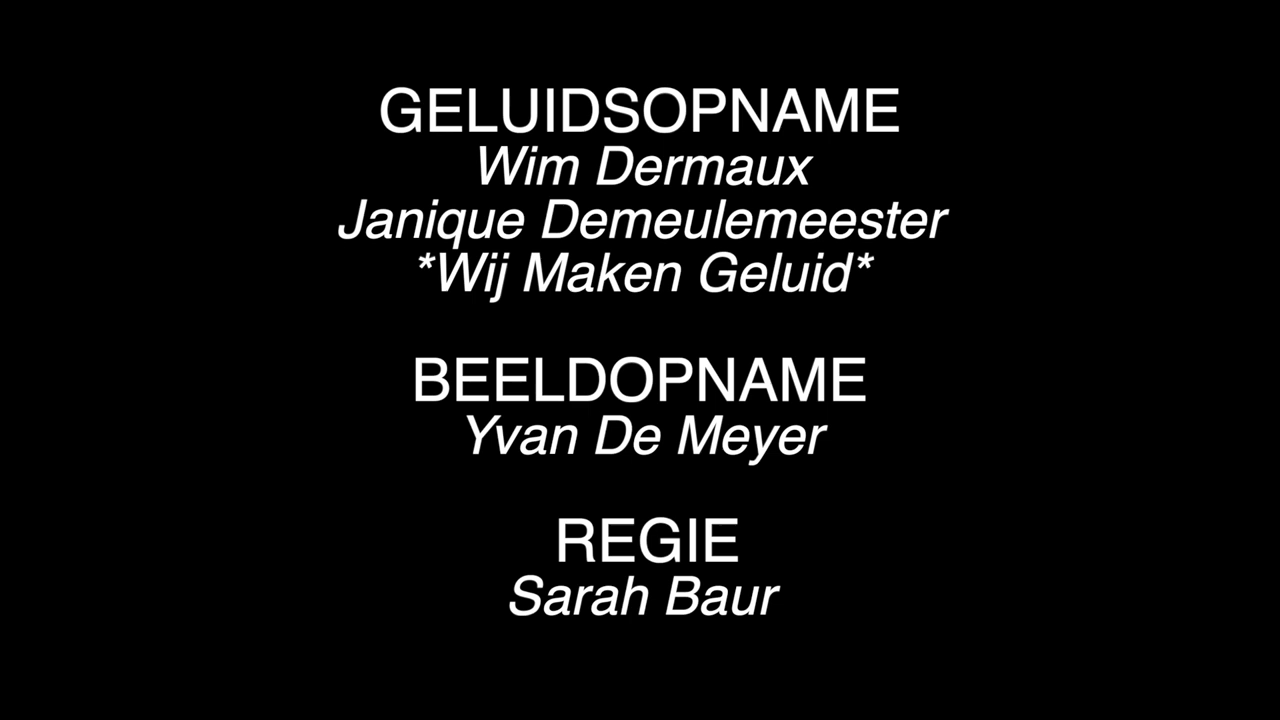 GELUIDSOPNAME
Wim Dermaux
Janique Demeulemeester
*Wij Maken Geluid*
BEELDOPNAME
Yvan De Meyer
REGIE
Sarah Baur